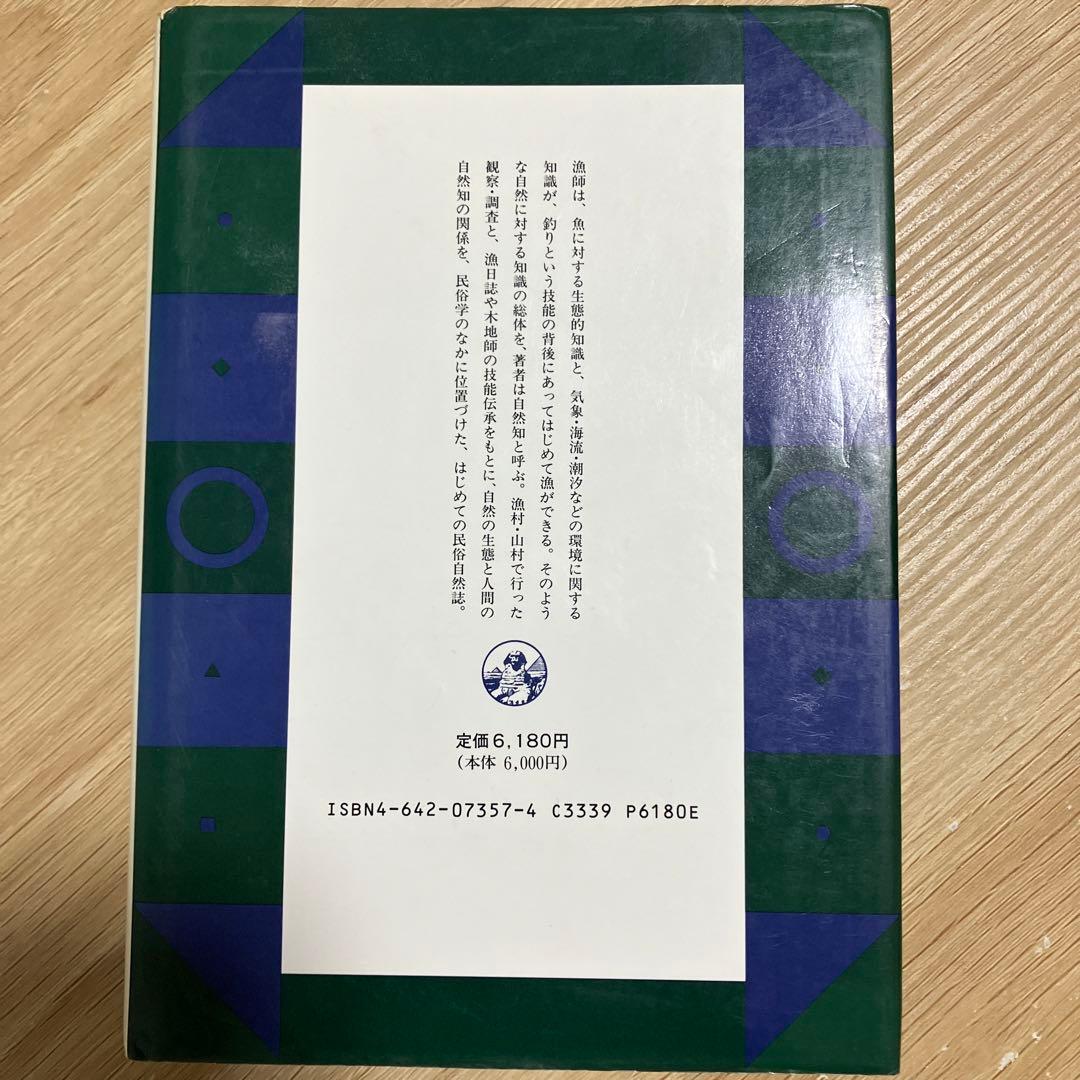 漁師は、魚に対する生態的知識と、気象・海流・潮汐などの環境に関する
知識が、釣りという技能の背後にあってはじめて漁ができる。そのよう
な自然に対する知識の総体を、著者は自然知と呼ぶ。漁村・山村で行った
観察・調査と、漁日誌や木地師の技能伝承をもとに、自然の生態と人間の
自然知の関係を、民俗学のなかに位置づけた、はじめての民俗自然誌。
定価6,180円
(本体 6,000円)
ISBN4-642-07357-4 C3339 P6180E